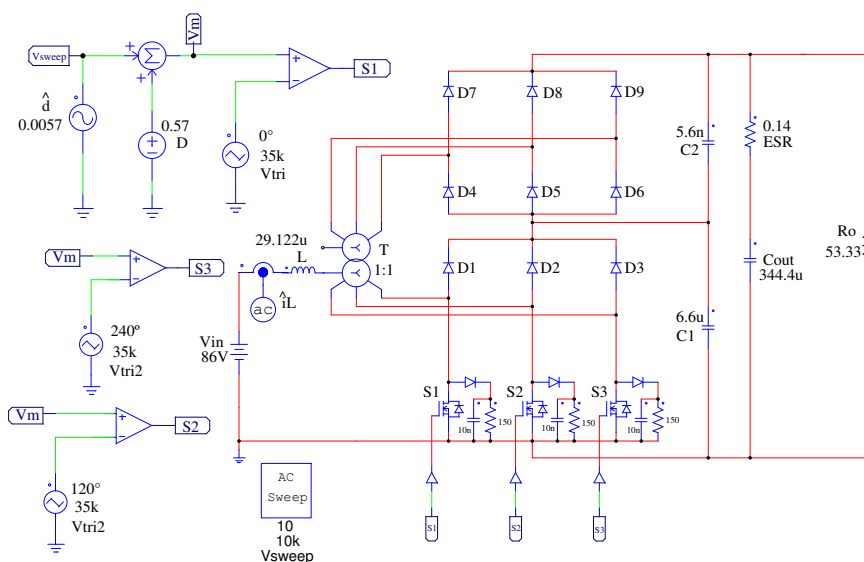 Vsweep
Vm
S1
^
d
0.0057
0.57
D
0°
35k
Vtri
D7
D8
D9
D4
D5
D6
5.6n
C2
0.14
ESR
Ro
53.33
Cout
344.4u
6.6u
C1
Vm
S3
240º
35k
Vtri2
29.122u
L
T
1:1
D1
D2
D3
ac
^
iL
Vin
86V
S1
S2
S3
10n
150
10n
150
10n
150
Vm
S2
120°
35k
Vtri2
AC
Sweep
10
10k
Vsweep
S1
S2
S3